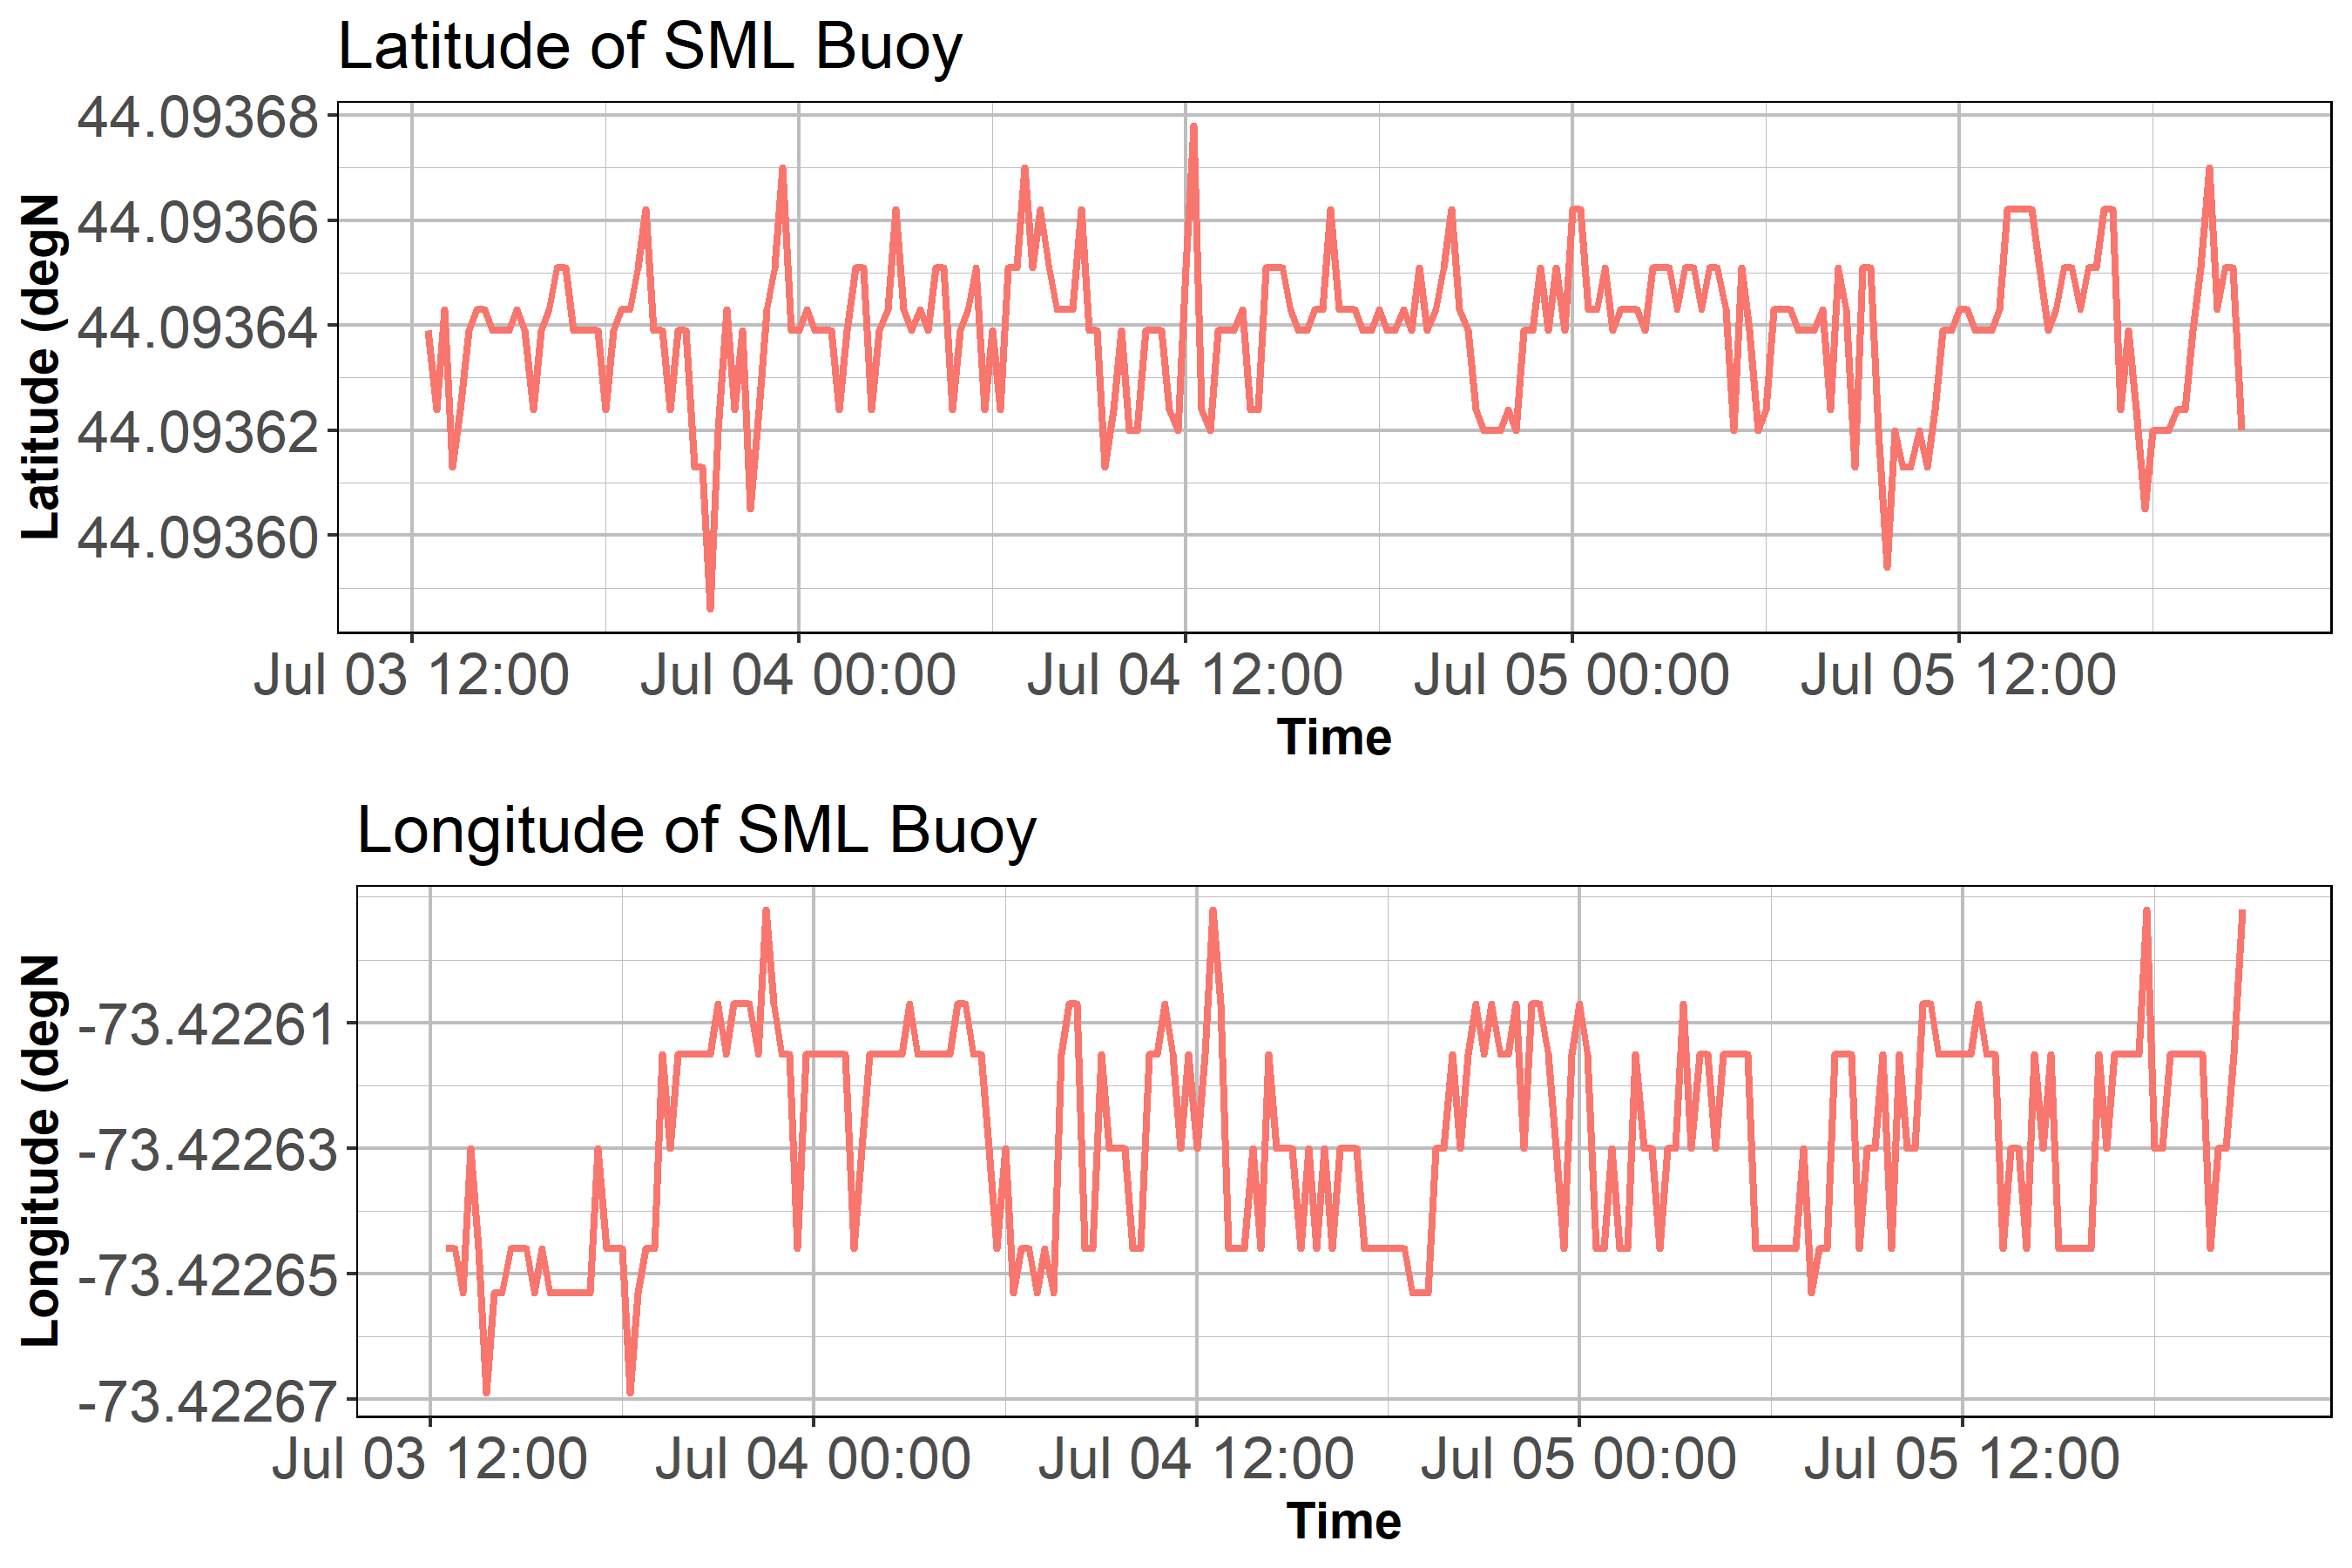 Latitude of SML Buoy
Latitude (degN
44.09368
44.09366
44.09364
44.09362
44.09360
Jul 03 12:00 Jul 04 00:00 Jul 04 12:00 Jul 05 00:00 Jul 05 12:00
Time
Longitude of SML Buoy
Longitude (degN
-73.42261
-73.42263
-73.42265
-73.42267
Jul 03 12:00 Jul 04 00:00 Jul 04 12:00 Jul 05 00:00 Jul 05 12:00
Time